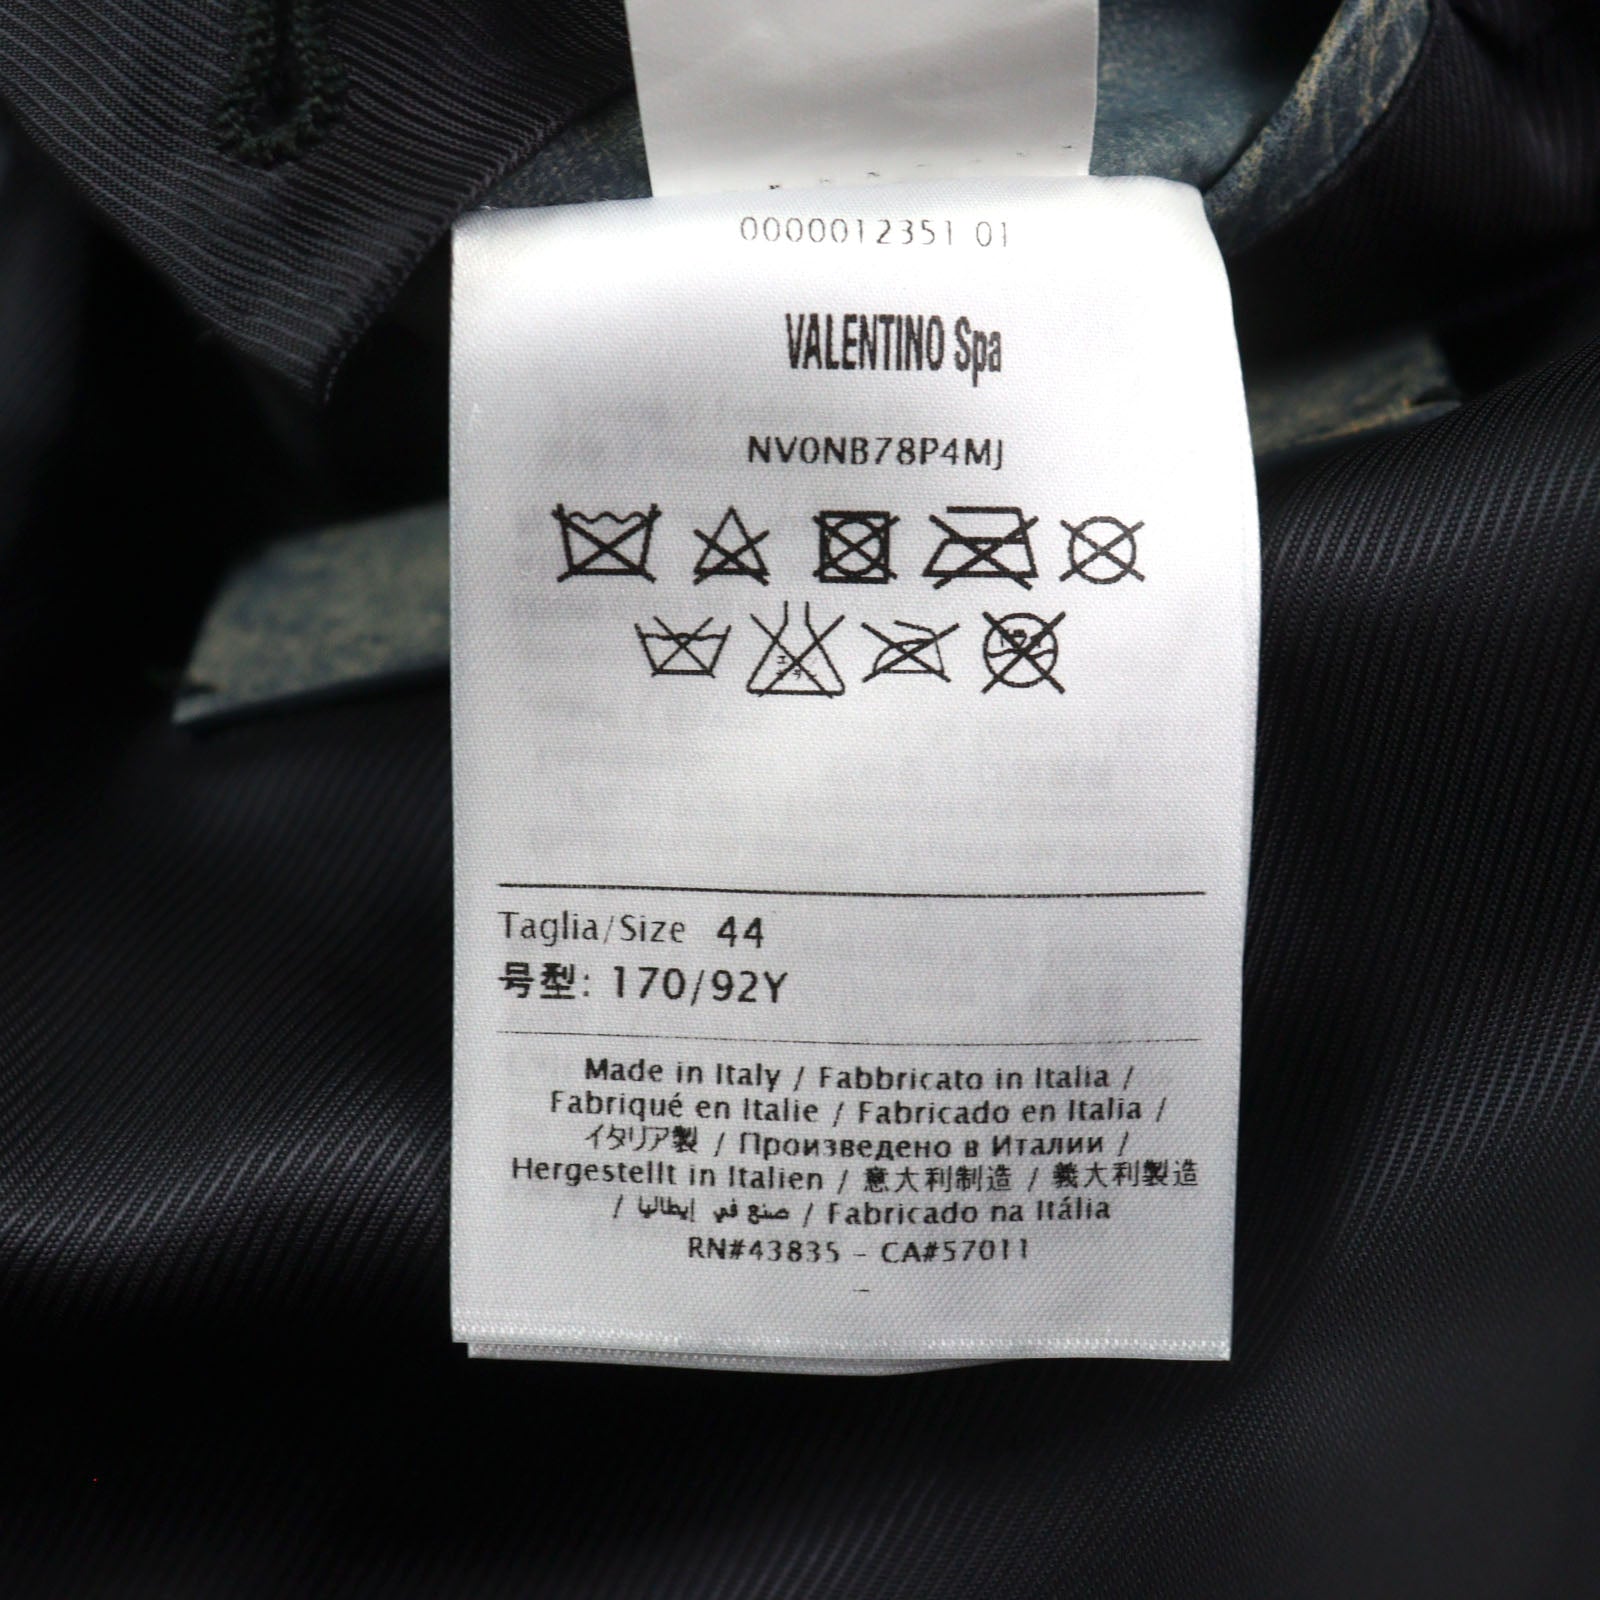 0000012351 01
VALENTINO Spa
NV0NB78P4MJ
Taglia/Size 44
号型: 170/92Y
Made in Italy / Fabbricato in Italia /
Fabriqué en Italie / Fabricado en Italia /
イタリア製 / Произведено в Италии /
Hergestellt in Italien / 意大利制造 / 義大利製造
/ صنع في إيطاليا / Fabricado na Itália
RN#43835 - CA#57011